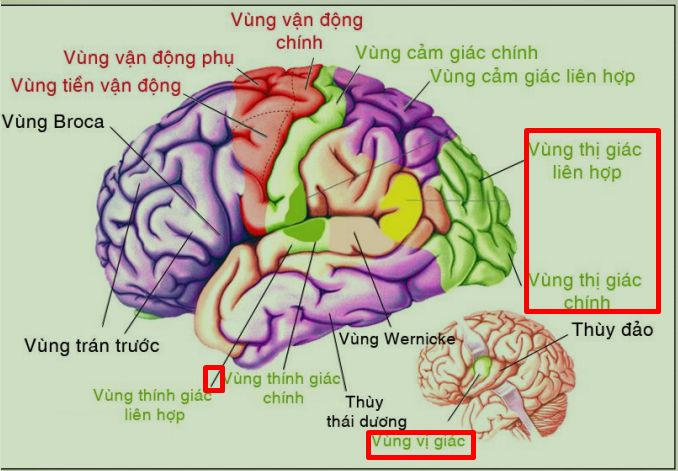 Vùng vận động
chính
Vùng vận động phụ
Vùng tiền vận động
Vùng Broca
Vùng cảm giác chính
Vùng cảm giác liên hợp
Vùng thị giác
liên hợp
Vùng thị giác
chính
Thùy đảo
Vùng trán trước
Vùng Wernicke
Vùng thính giác
liên hợp
Vùng thính giác
chính
Thùy
thái dương
Vùng vị giác